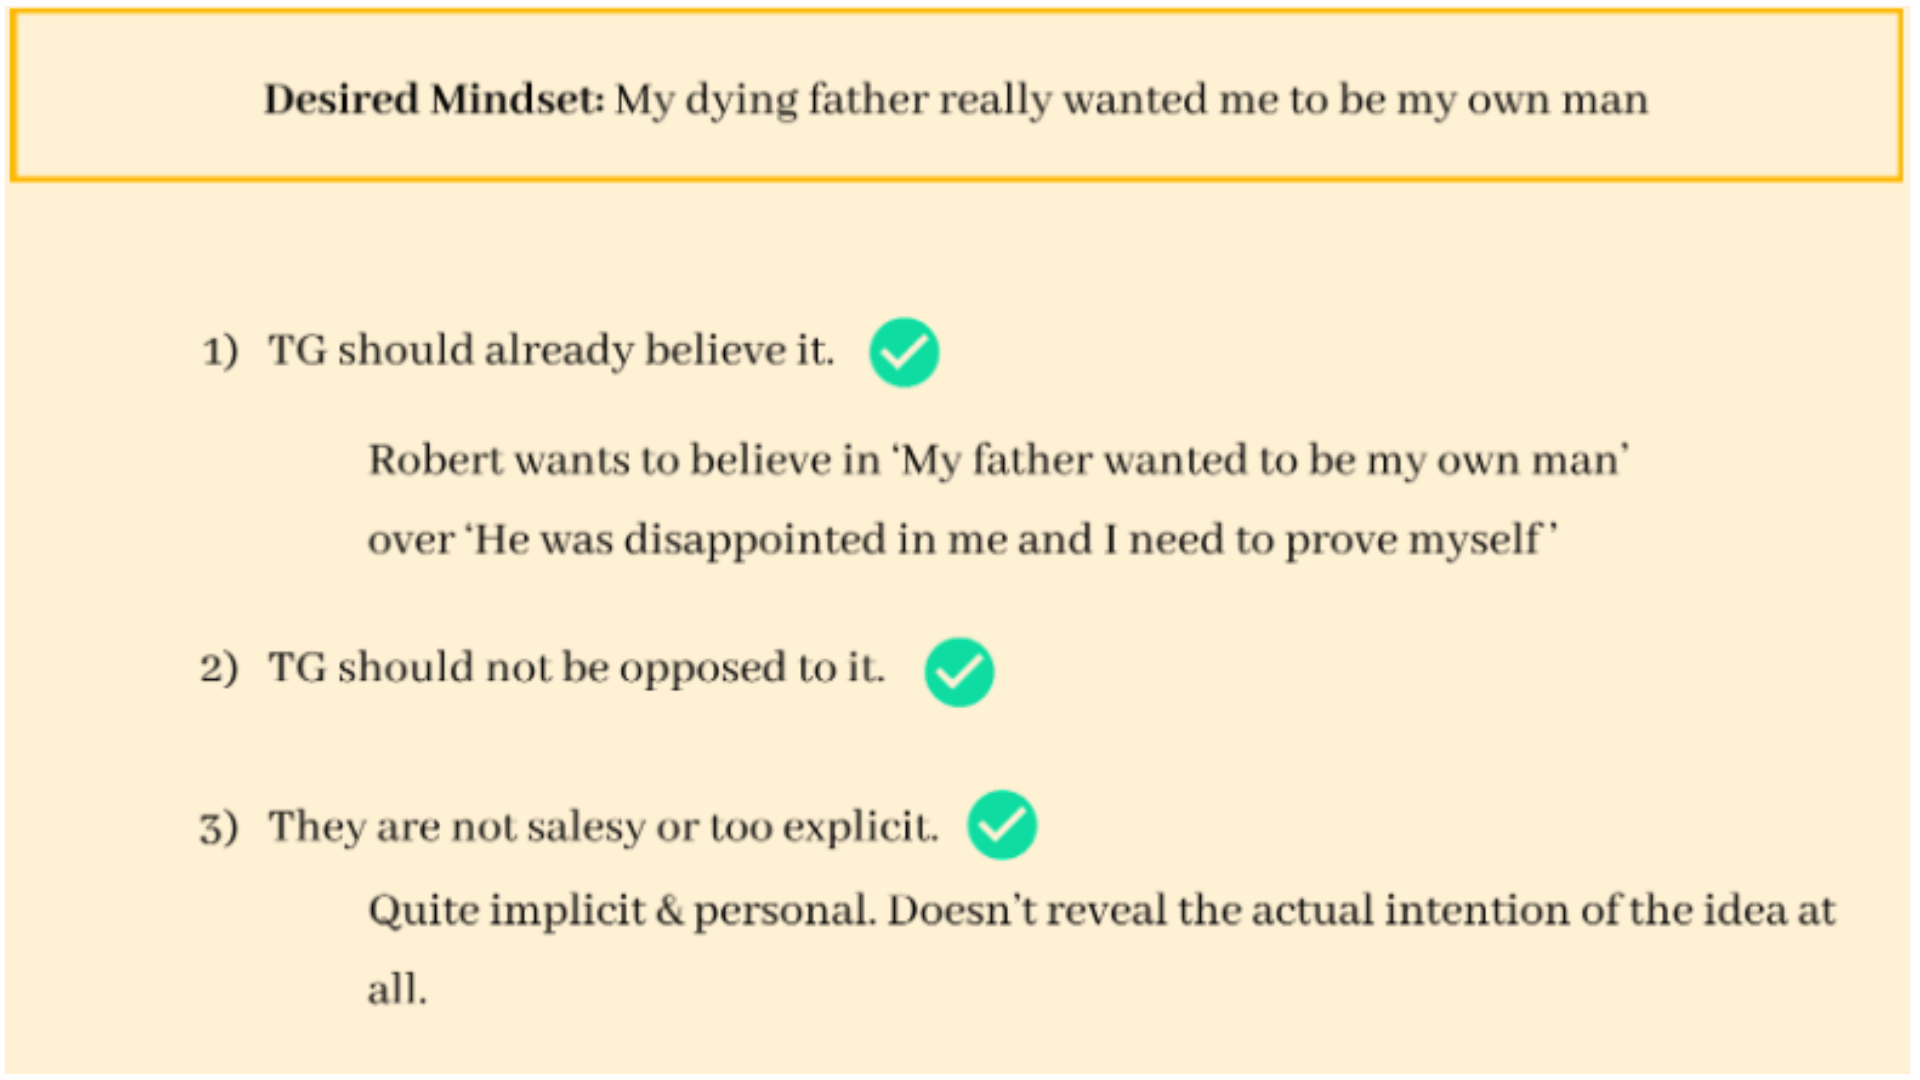 Desired Mindset: My dying father really wanted me to be my own man
1) TG should already believe it.
Robert wants to believe in ‘My father wanted to be my own man’
over ‘He was disappointed in me and I need to prove myself’
2) TG should not be opposed to it.
3) They are not salesy or too explicit.
Quite implicit & personal. Doesn’t reveal the actual intention of the idea at
all.